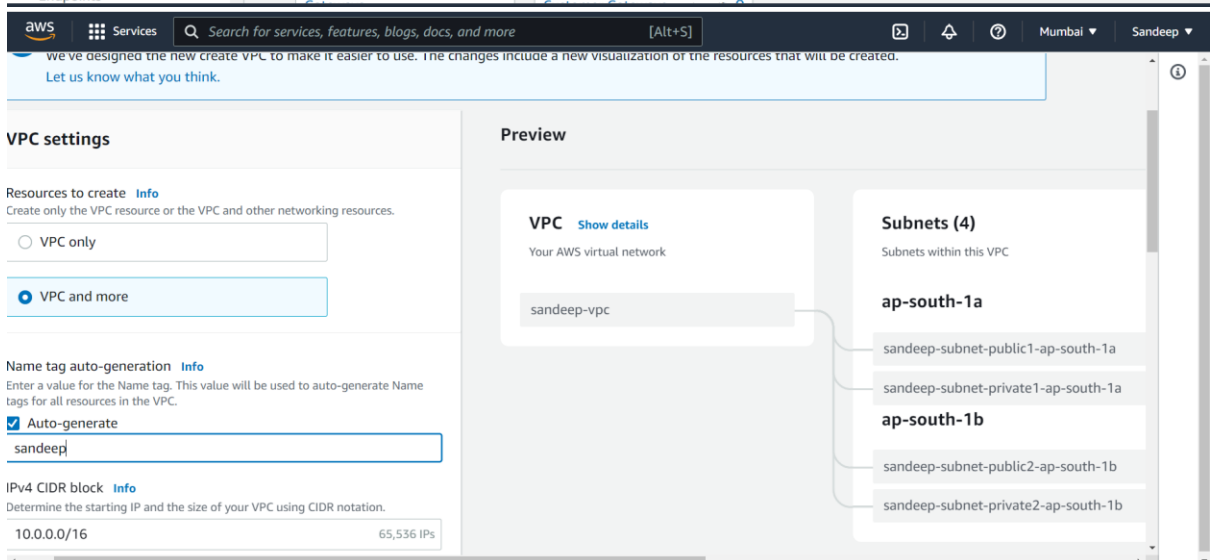 aws
Services
Search for services, features, blogs, docs, and more
[Alt+S]
Mumbai ▼
Sandeep ▼
We've designed the new create VPC to make it easier to use. The changes include a new visualization of the resources that will be created.
Let us know what you think.
VPC settings
Resources to create Info
Create only the VPC resource or the VPC and other networking resources.
VPC only
VPC and more
Name tag auto-generation Info
Enter a value for the Name tag. This value will be used to auto-generate Name
tags for all resources in the VPC.
Auto-generate
sandeep
IPv4 CIDR block Info
Determine the starting IP and the size of your VPC using CIDR notation.
10.0.0.0/16
65,536 IPs
Preview
VPC Show details
Your AWS virtual network
sandeep-vpc
Subnets (4)
Subnets within this VPC
ap-south-1a
sandeep-subnet-public1-ap-south-1a
sandeep-subnet-private1-ap-south-1a
ap-south-1b
sandeep-subnet-public2-ap-south-1b
sandeep-subnet-private2-ap-south-1b